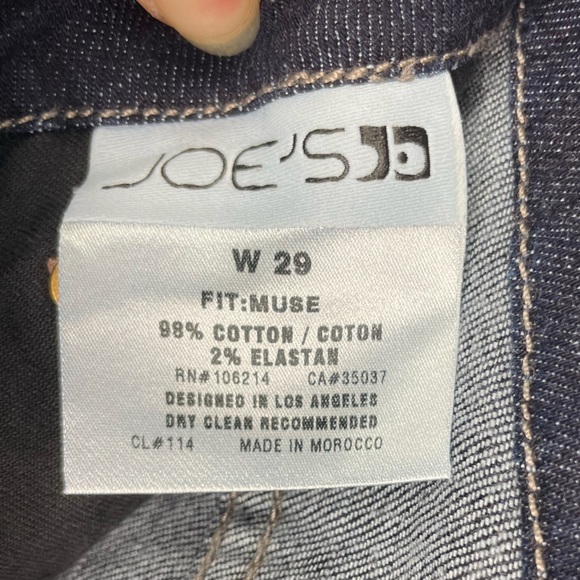 JOE'S
W 29
FIT:MUSE
98% COTTON / COTON
2% ELASTAN
RN#106214 CA#35037
DESIGNED IN LOS ANGELES
DRY CLEAN RECOMMENDED
CL#114 MADE IN MOROCCO